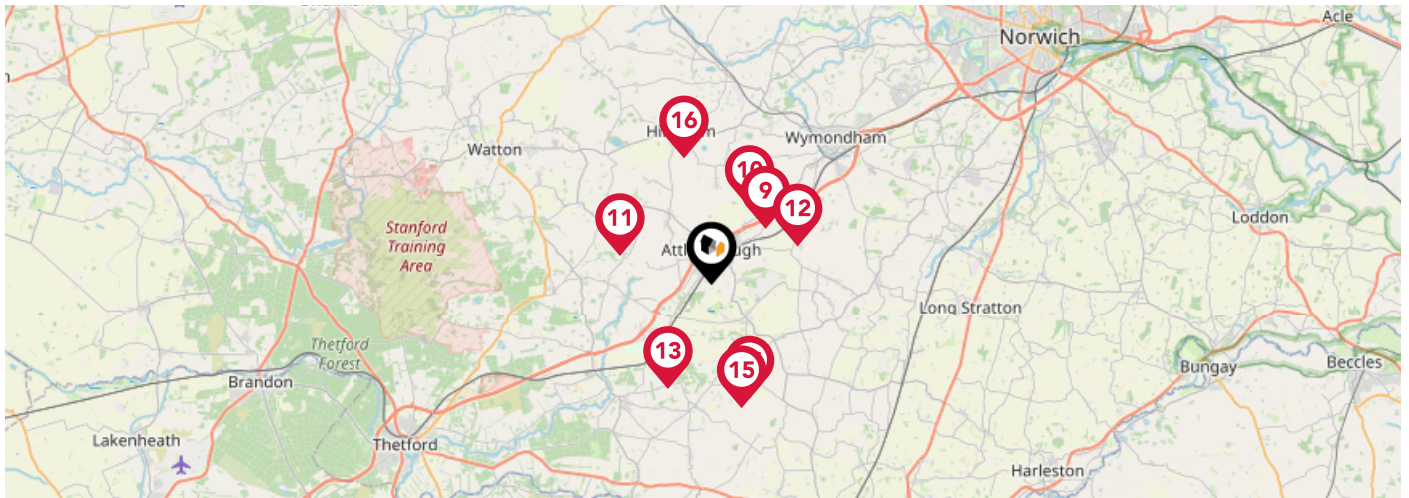 Acle
Norwich
16
Wymondham
Watton
10
9
12
11
Loddon
Stanford
Training
Area
Long Stratton
Thetford
Forest
13
15
Bungay
Beccles
Brandon
Lakenheath
Thetford
Harleston